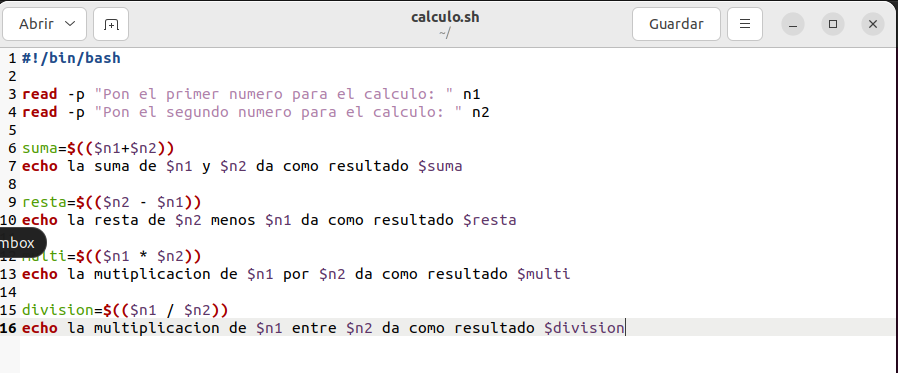 Abrir
calculo.sh
~/
Guardar
1 #!/bin/bash
2
3 read -p "Pon el primer numero para el calculo: " n1
4 read -p "Pon el segundo numero para el calculo: " n2
5
6 suma=$(($n1+$n2))
7 echo la suma de $n1 y $n2 da como resultado $suma
8
9 resta=$(($n2 - $n1))
10 echo la resta de $n2 menos $n1 da como resultado $resta
mbox
12 multi=$(($n1 * $n2))
13 echo la mutiplicacion de $n1 por $n2 da como resultado $multi
14
15 division=$(($n1 / $n2))
16 echo la multiplicacion de $n1 entre $n2 da como resultado $division